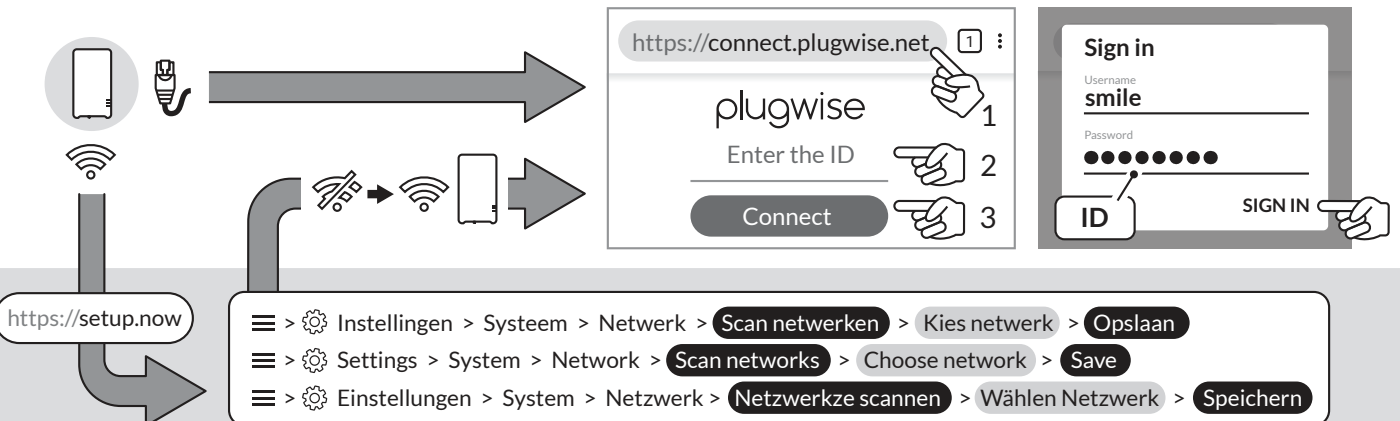 https://connect.plugwise.net
1
1
plugwise
Enter the ID
2
Connect
3
Sign in
Username
smile
Password
ID
SIGN IN
https://setup.now
> Instellingen > Systeem > Netwerk > Scan netwerken > Kies netwerk > Opslaan
> Settings > System > Network > Scan networks > Choose network > Save
> Einstellungen > System > Netzwerk > Netzwerkze scannen > Wählen Netzwerk > Speichern